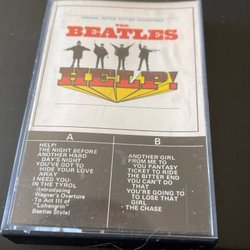 ORIGINAL MOTION PICTURE SOUNDTRACK
THE
BEATLES
HELP!
A
HELP!
THE NIGHT BEFORE
ANOTHER HARD
DAY'S NIGHT
YOU'VE GOT TO
HIDE YOUR LOVE
AWAY
I NEED YOU
IN THE TYROL
(Introducing
Wagner's Overture
To Act III of
"Lohengrin"
Beatles Style)
B
ANOTHER GIRL
FROM ME TO
YOU FANTASY
TICKET TO RIDE
THE BITTER END
YOU CAN'T DO
THAT
YOU'RE GOING TO
TO LOSE THAT
GIRL
THE CHASE